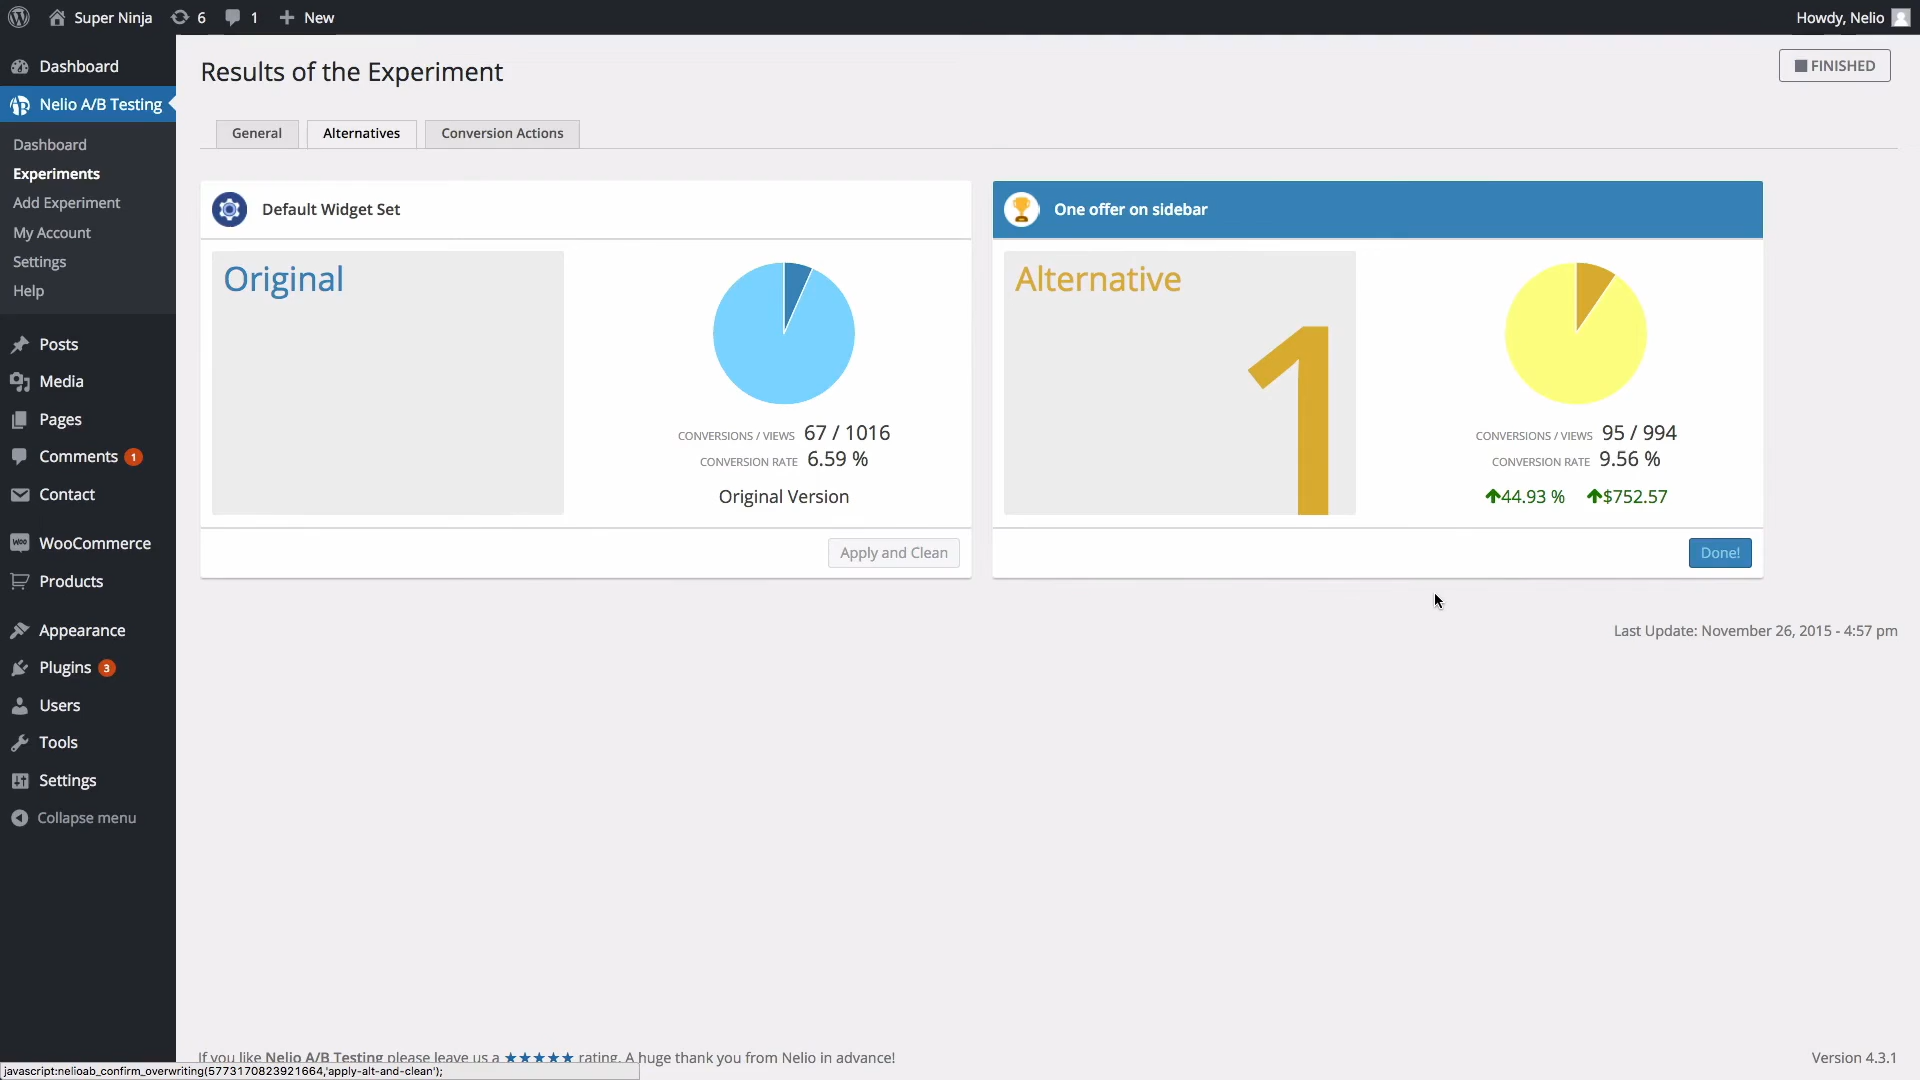 Super Ninja 6 1 New Howdy, Nelio
Dashboard
Nelio A/B Testing
Dashboard
Experiments
Add Experiment
My Account
Settings
Help
Posts
Media
Pages
Comments 1
Contact
WooCommerce
Products
Appearance
Plugins 3
Users
Tools
Settings
Collapse menu
Results of the Experiment
FINISHED
General Alternatives Conversion Actions
Default Widget Set
Original
CONVERSIONS / VIEWS 67 / 1016
CONVERSION RATE 6.59 %
Original Version
Apply and Clean
One offer on sidebar
Alternative
1
CONVERSIONS / VIEWS 95 / 994
CONVERSION RATE 9.56 %
44.93 % $752.57
Done!
Last Update: November 26, 2015 - 4:57 pm
If you like Nelio A/B Testing please leave us a ★★★★★ rating. A huge thank you from Nelio in advance!
Version 4.3.1
javascript:nelioab_confirm_overwriting(5773170823921664,'apply-alt-and-clean');